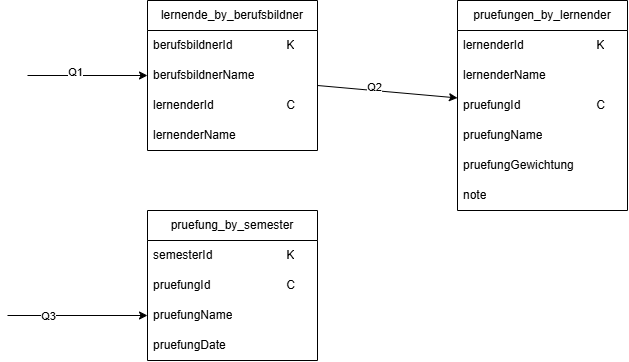 lernende_by_berufsbildner
berufsbildnerId K
berufsbildnerName
lernenderId C
lernenderName
Q1
Q2
pruefungen_by_lernender
lernenderId K
lernenderName
pruefungId C
pruefungName
pruefungGewichtung
note
pruefung_by_semester
semesterId K
pruefungId C
pruefungName
pruefungDate
Q3